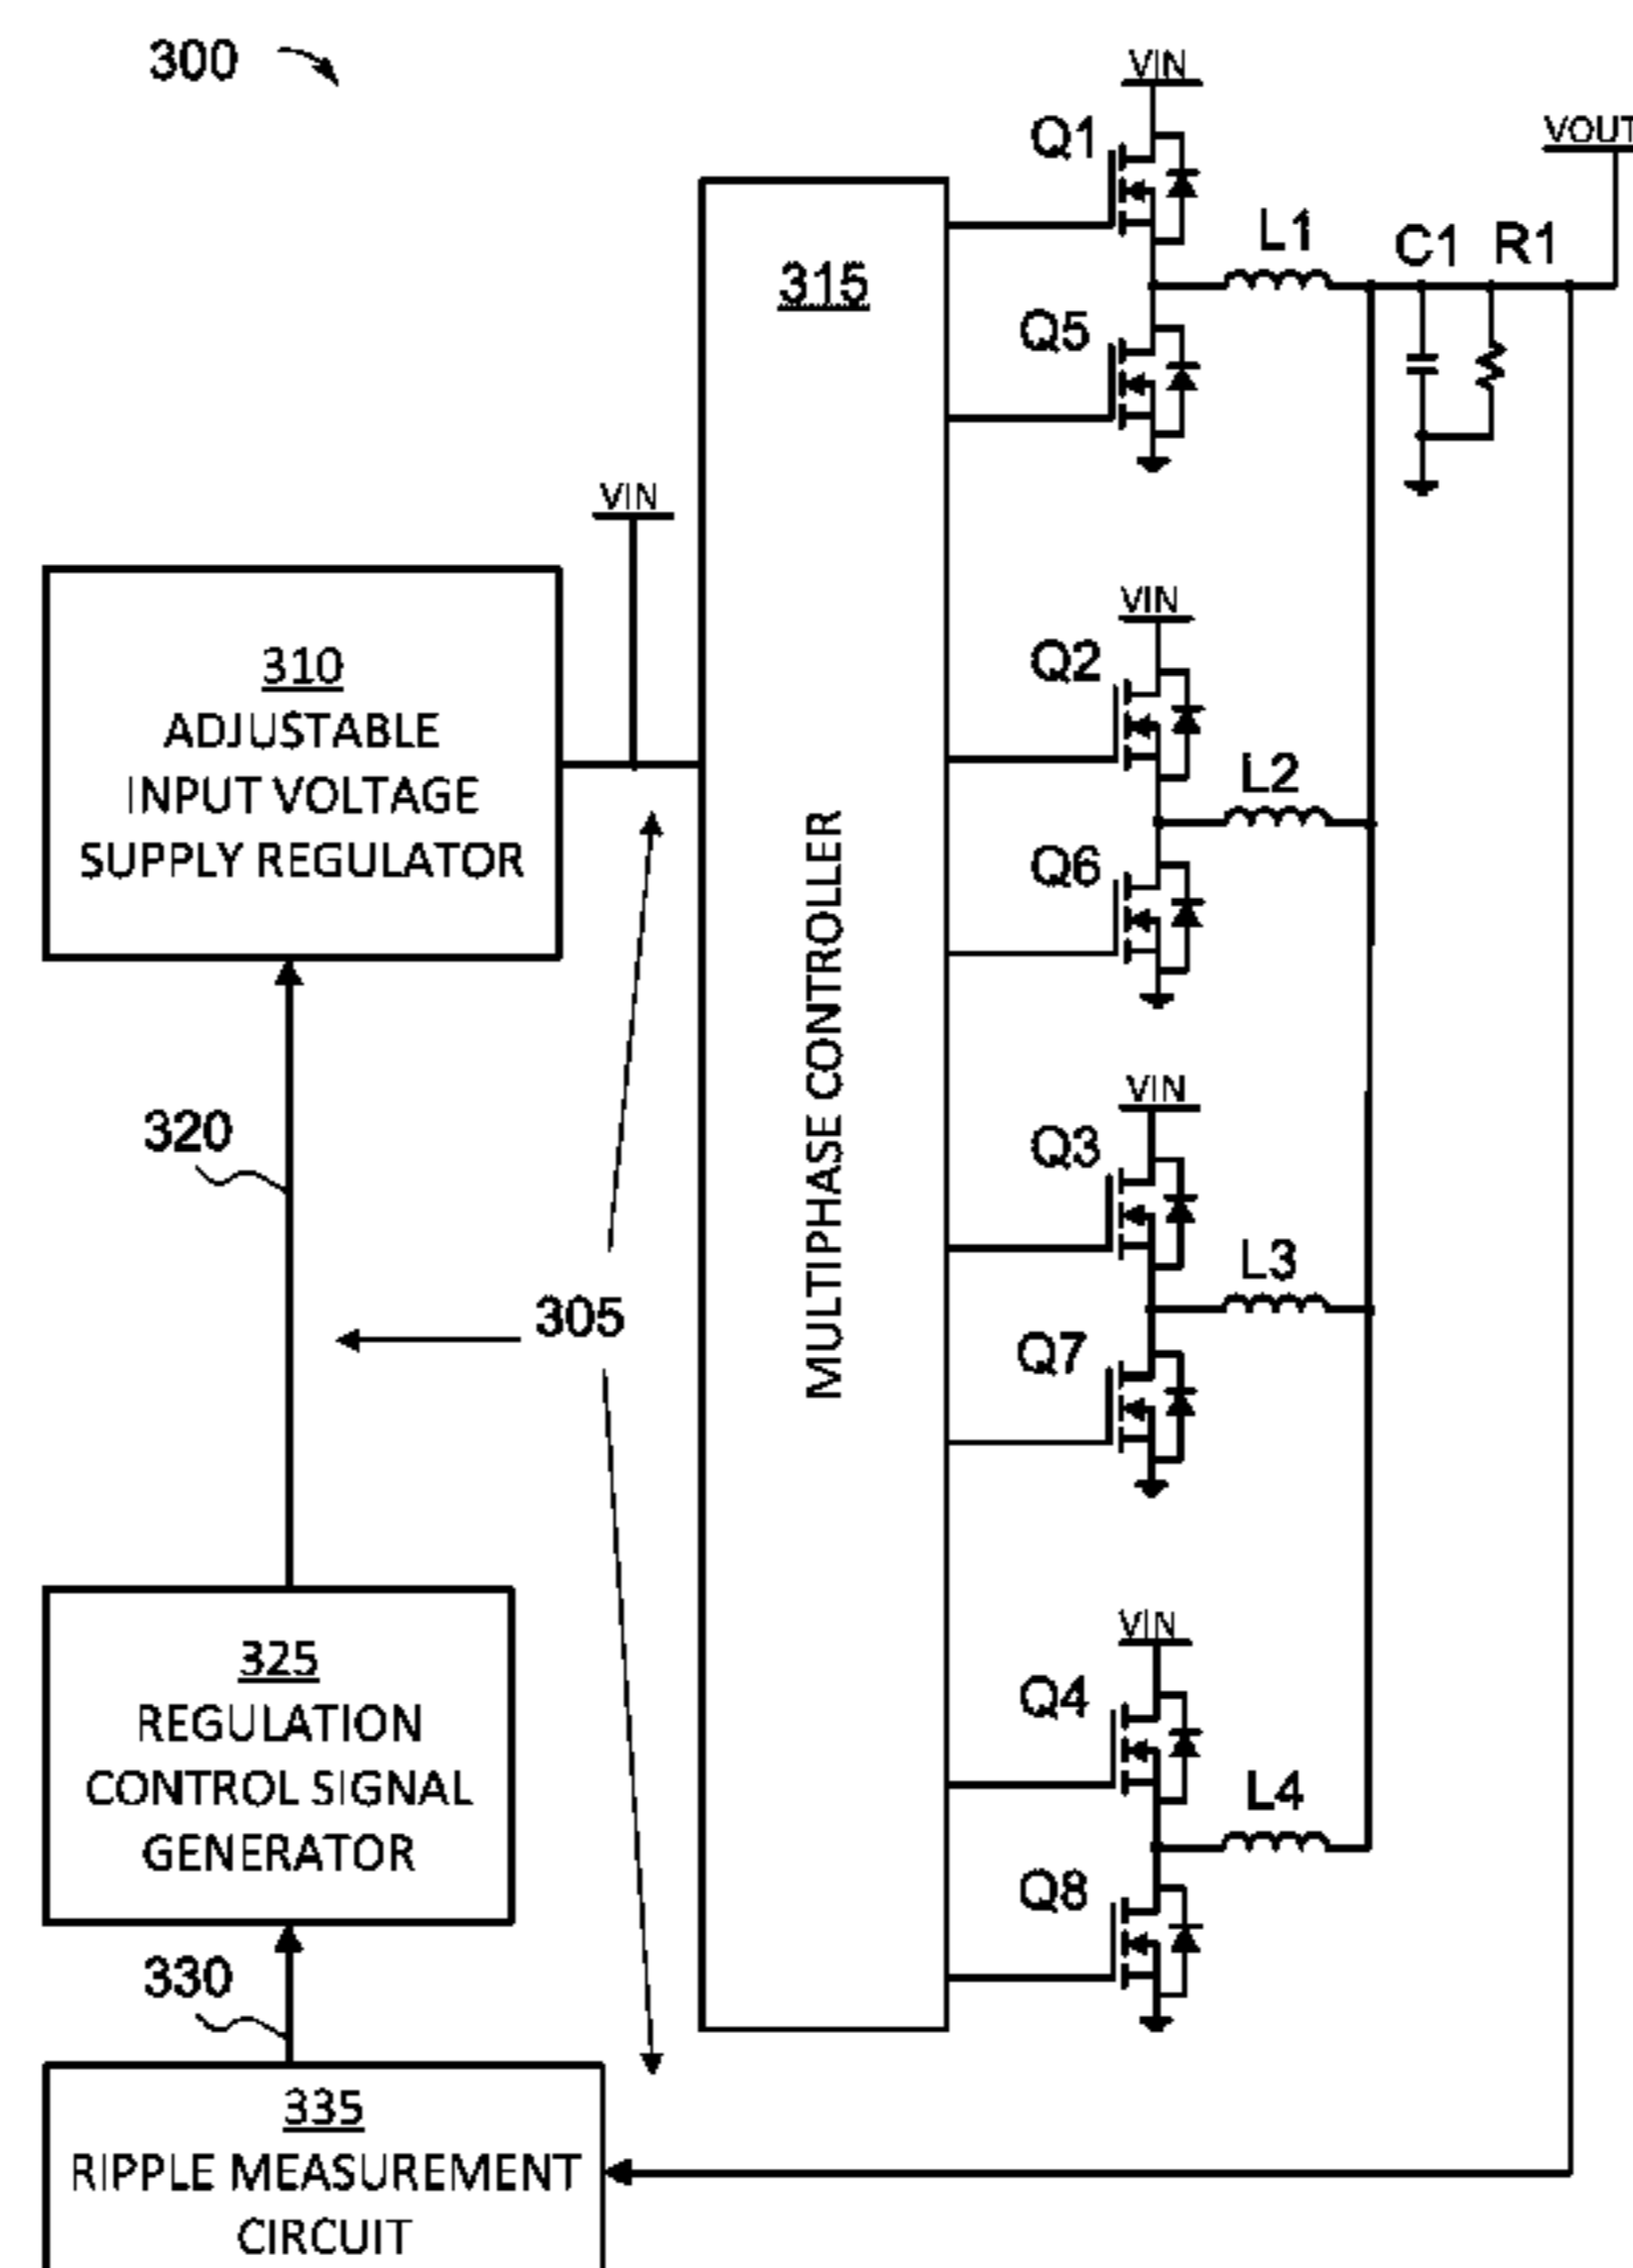 300
VIN
Q1
VOUT
L1
C1
R1
315
Q5
VIN
VIN
310
ADJUSTABLE
INPUT VOLTAGE
SUPPLY REGULATOR
Q2
L2
MULTIPHASE CONTROLLER
Q6
VIN
320
Q3
L3
305
Q7
VIN
325
REGULATION
CONTROL SIGNAL
GENERATOR
Q4
L4
Q8
330
335
RIPPLE MEASUREMENT
CIRCUIT